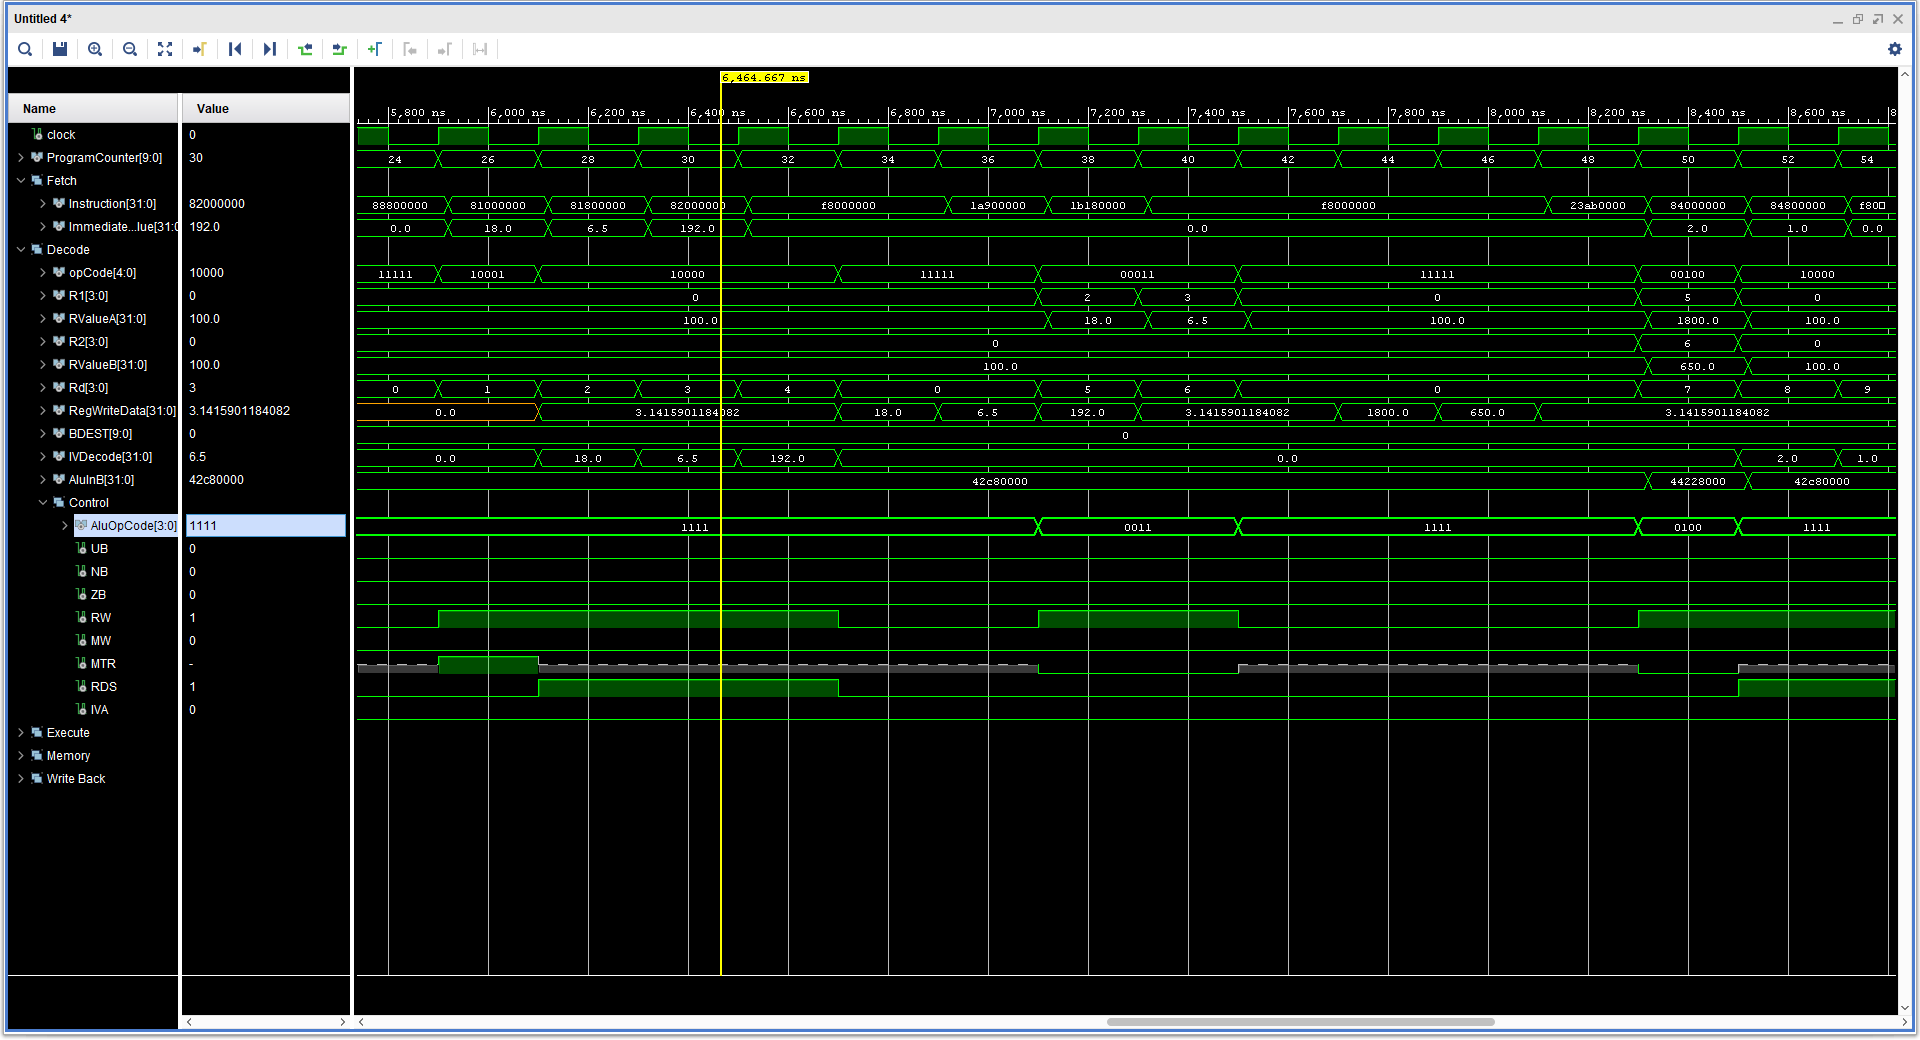 Untitled 4*
6,464.667 ns
Name Value
5,800 ns 6,000 ns 6,200 ns 6,400 ns 6,600 ns 6,800 ns 7,000 ns 7,200 ns 7,400 ns 7,600 ns 7,800 ns 8,000 ns 8,200 ns 8,400 ns 8,600 ns 8
clock 0
ProgramCounter[9:0] 30 24 26 28 30 32 34 36 38 40 42 44 46 48 50 52 54
Fetch
Instruction[31:0] 82000000 88800000 81000000 81800000 82000000 f8000000 1a900000 1b180000 f8000000 23ab0000 84000000 84800000 f80
Immediate...lue[31:0 192.0 0.0 18.0 6.5 192.0 0.0 2.0 1.0 0.0
Decode
opCode[4:0] 10000 11111 10001 10000 11111 00011 11111 00100 10000
R1[3:0] 0 0 2 3 0 5 0
RValueA[31:0] 100.0 100.0 18.0 6.5 100.0 1800.0 100.0
R2[3:0] 0 0 6 0
RValueB[31:0] 100.0 100.0 650.0 100.0
Rd[3:0] 3 0 1 2 3 4 0 5 6 0 7 8 9
RegWriteData[31:0] 3.1415901184082 0.0 3.1415901184082 18.0 6.5 192.0 3.1415901184082 1800.0 650.0 3.1415901184082
BDEST[9:0] 0 0
IVDecode[31:0] 6.5 0.0 18.0 6.5 192.0 0.0 2.0 1.0
AluInB[31:0] 42c80000 42c80000 44228000 42c80000
Control
AluOpCode[3:0] 1111 1111 0011 1111 0100 1111
UB 0
NB 0
ZB 0
RW 1
MW 0
MTR -
RDS 1
IVA 0
Execute
Memory
Write Back